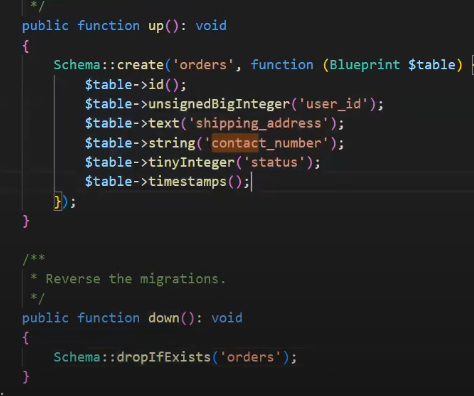 */
public function up(): void
{
    Schema::create('orders', function (Blueprint $table) {
        $table->id();
        $table->unsignedBigInteger('user_id');
        $table->text('shipping_address');
        $table->string('contact_number');
        $table->tinyInteger('status');
        $table->timestamps();
    });
}
/**
 * Reverse the migrations.
 */
public function down(): void
{
    Schema::dropIfExists('orders');
}